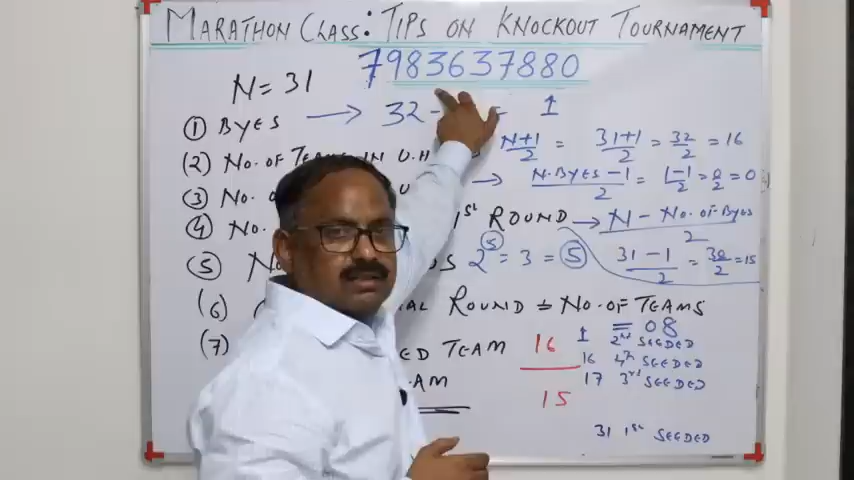 MARATHON CLASS: TIPS ON KNOCKOUT TOURNAMENT
7983637880
N = 31
① BYES → 32 - = 1
(2) NO. OF TEAMS IN U.H N+1/2 = 31+1/2 = 32/2 = 16
③ NO. O U → N.BYES-1/2 = 1-1/2 = 0/2 = 0
④ NO. 1st ROUND → N - NO. OF BYES/2
31-1/2 = 30/2 = 15
⑤ NO DS 2⑤ = 3 = ⑤
(6) AL ROUND = NO. OF TEAMS
= 08
(7) ED TEAM 16 1 2nd SEEDED
16 4th SEEDED
AM 17 3rd SEEDED
15
31 1st SEEDED